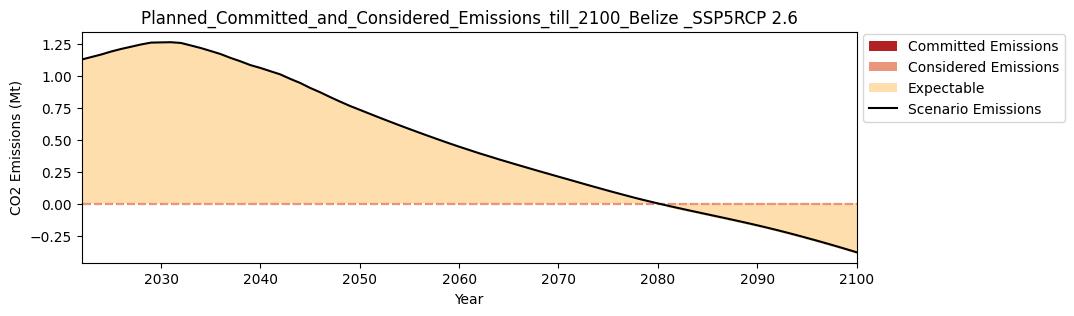 Planned_Committed_and_Considered_Emissions_till_2100_Belize _SSP5RCP 2.6
CO2 Emissions (Mt)
1.25
1.00
0.75
0.50
0.25
0.00
−0.25
2030 2040 2050 2060 2070 2080 2090 2100
Year
Committed Emissions
Considered Emissions
Expectable
Scenario Emissions